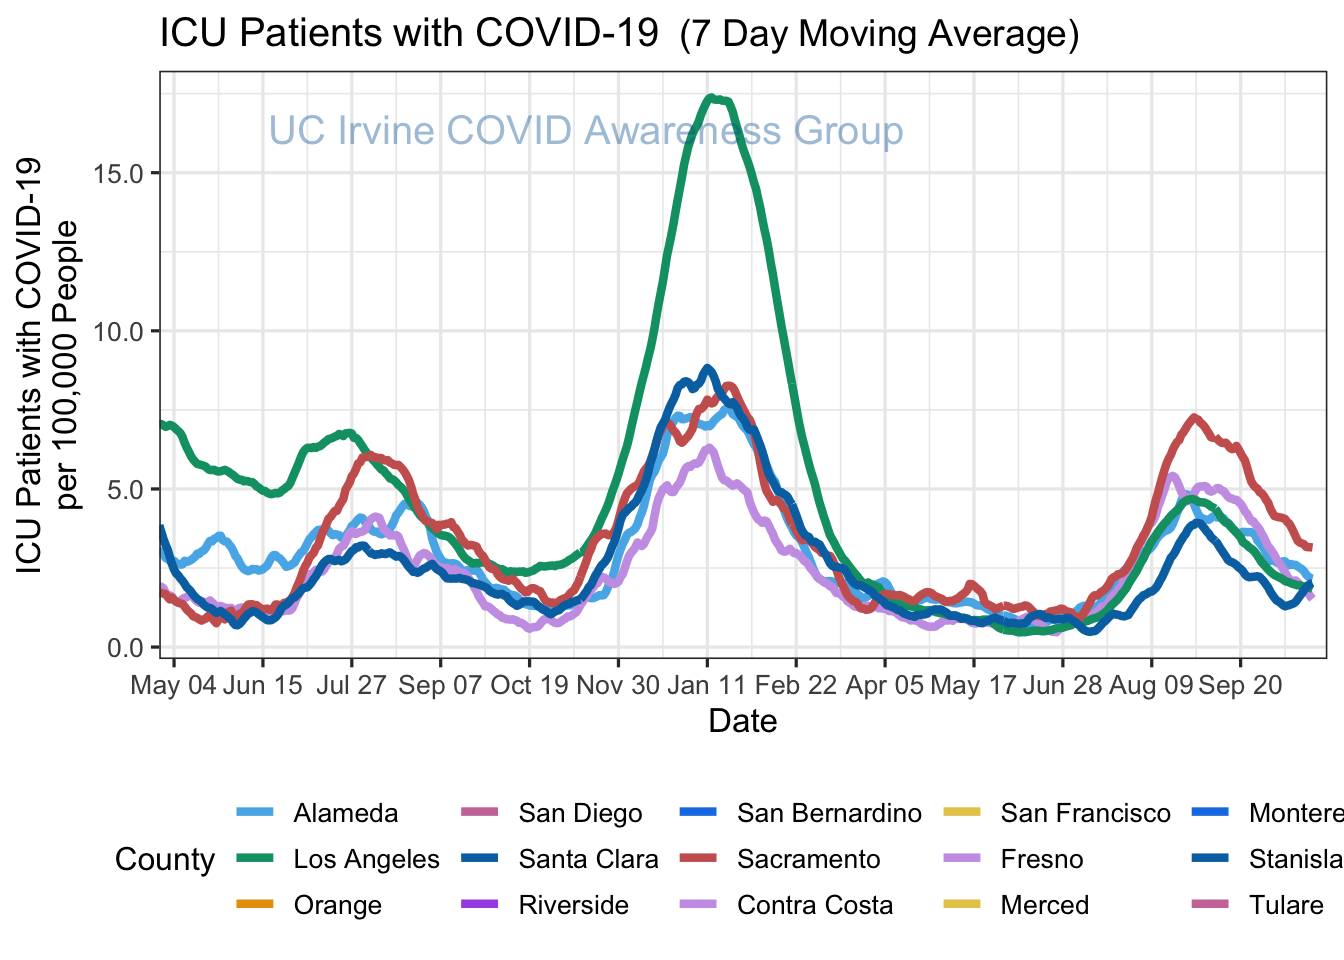 ICU Patients with COVID-19 (7 Day Moving Average)
UC Irvine COVID Awareness Group
ICU Patients with COVID-19
per 100,000 People
15.0
10.0
5.0
0.0
May 04 Jun 15 Jul 27 Sep 07 Oct 19 Nov 30 Jan 11 Feb 22 Apr 05 May 17 Jun 28 Aug 09 Sep 20
Date
County
Alameda San Diego San Bernardino San Francisco Montere
Los Angeles Santa Clara Sacramento Fresno Stanisla
Orange Riverside Contra Costa Merced Tulare